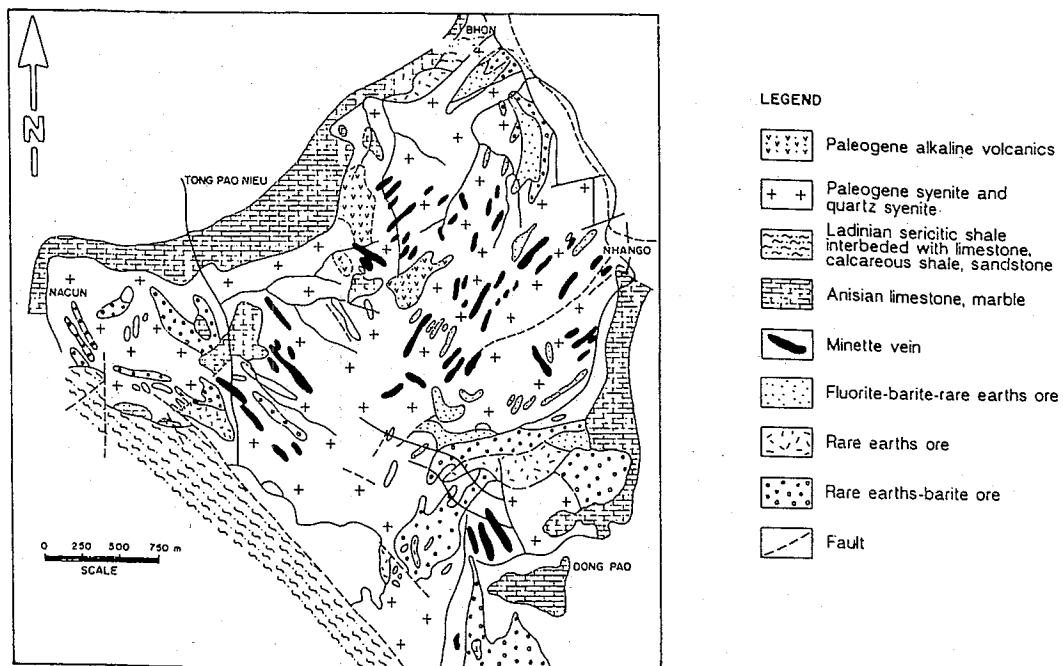 BHON
N
TONG PAO NIEU
NHANGO
NACUN
0 250 500 750 m
SCALE
DONG PAO
LEGEND
Paleogene alkaline volcanics
Paleogene syenite and
quartz syenite
Ladinian sericitic shale
interbeded with limestone,
calcareous shale, sandstone
Anisian limestone, marble
Minette vein
Fluorite-barite-rare earths ore
Rare earths ore
Rare earths-barite ore
Fault